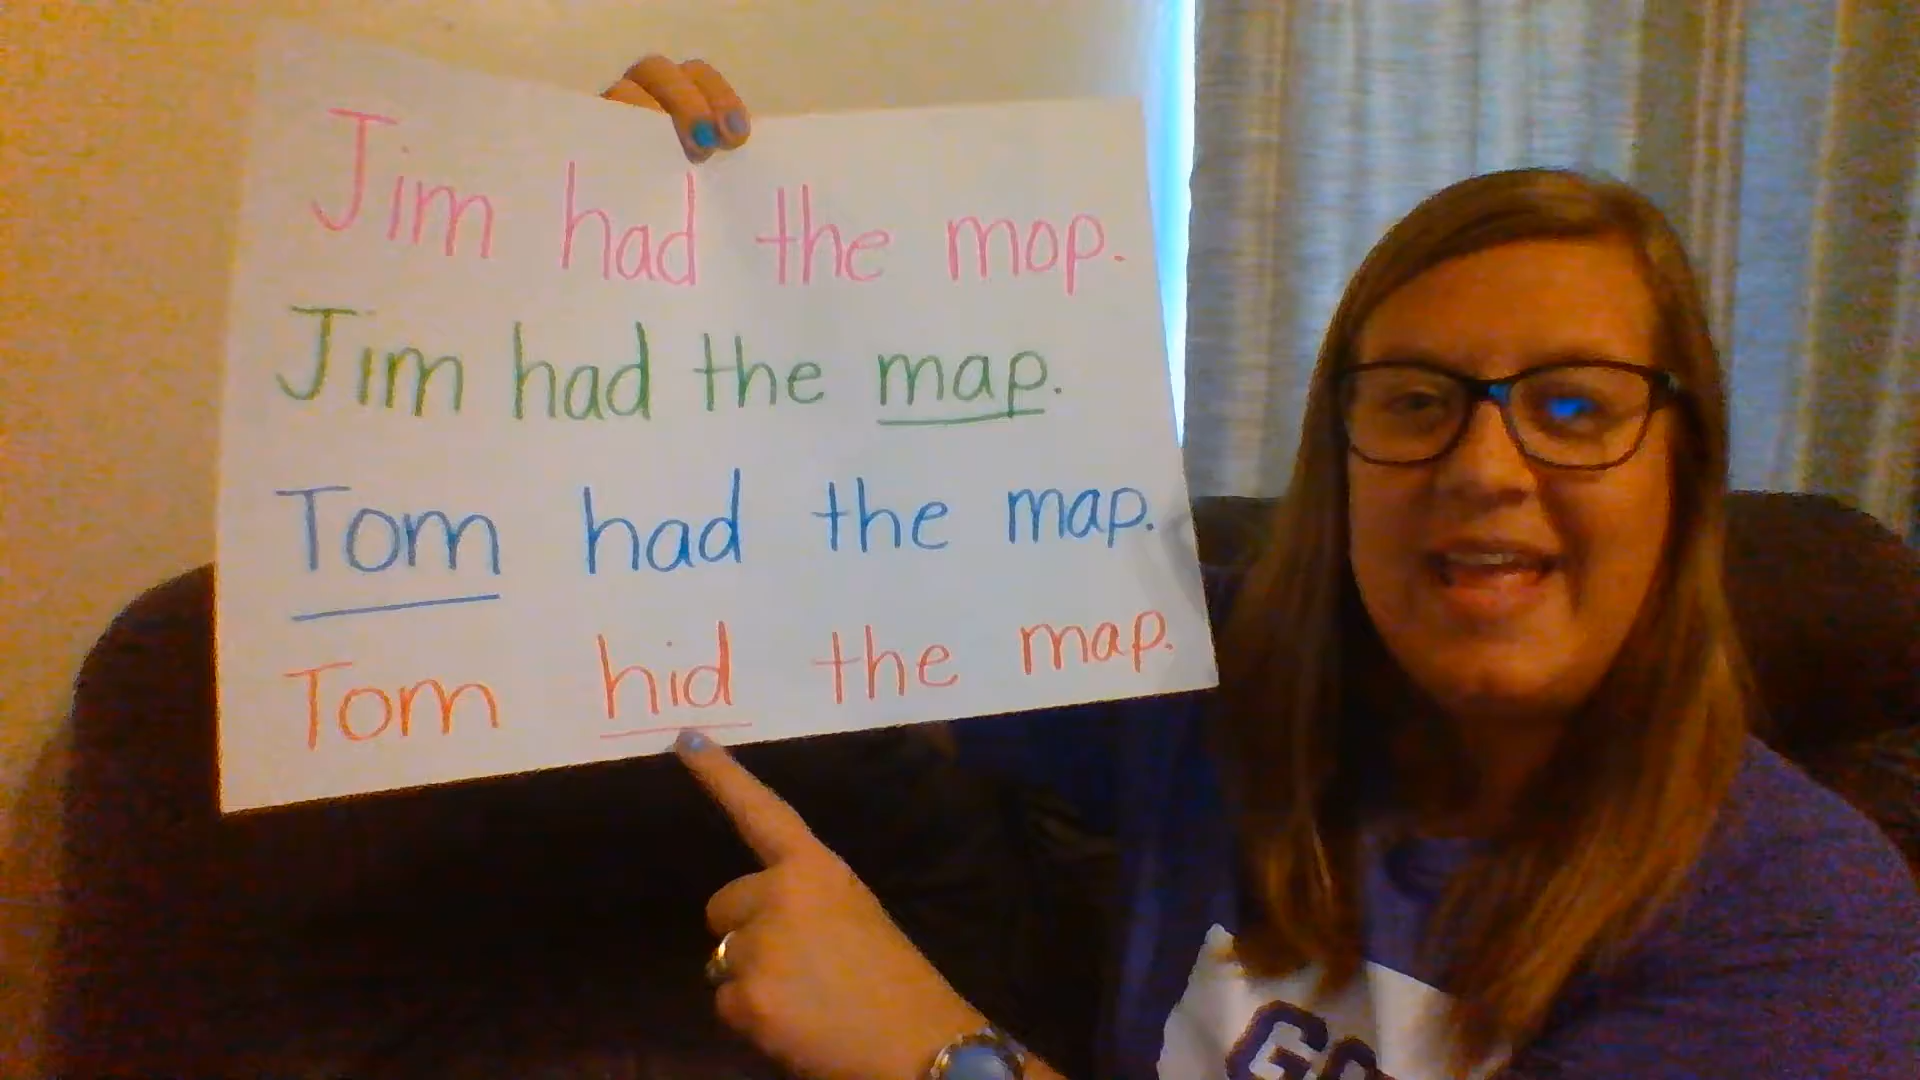 Jim had the mop.
Jim had the map.
Tom had the map.
Tom hid the map.